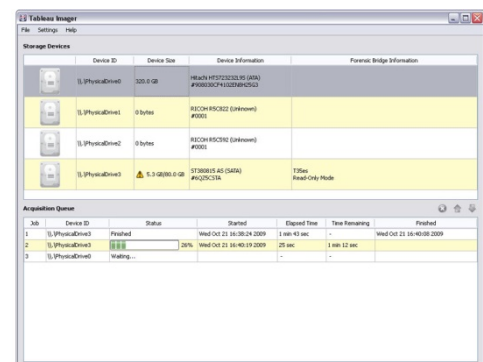 Tableau Imager
File Settings Help
Storage Devices
Device ID Device Size Device Information Forensic Bridge Information
\\.\PhysicalDrive0 320.0 GB Hitachi HTS723232L9S (ATA)
\\.\PhysicalDrive1 0 bytes RICOH R5C822 (Unknown)
#0001
\\.\PhysicalDrive2 0 bytes RICOH R5C592 (Unknown)
#0001
\\.\PhysicalDrive3 5.3 GB/80.0 GB ST380815 AS (SATA) T35es
#6QZ5C5TA Read-Only Mode
Acquisition Queue
Job Device ID Status Started Elapsed Time Time Remaining Finished
1 \\.\PhysicalDrive3 Finished Wed Oct 21 16:38:24 2009 1 min 43 sec - Wed Oct 21 16:40:08 2009
2 \\.\PhysicalDrive3 26% Wed Oct 21 16:40:19 2009 25 sec 1 min 12 sec
3 \\.\PhysicalDrive0 Waiting... - -